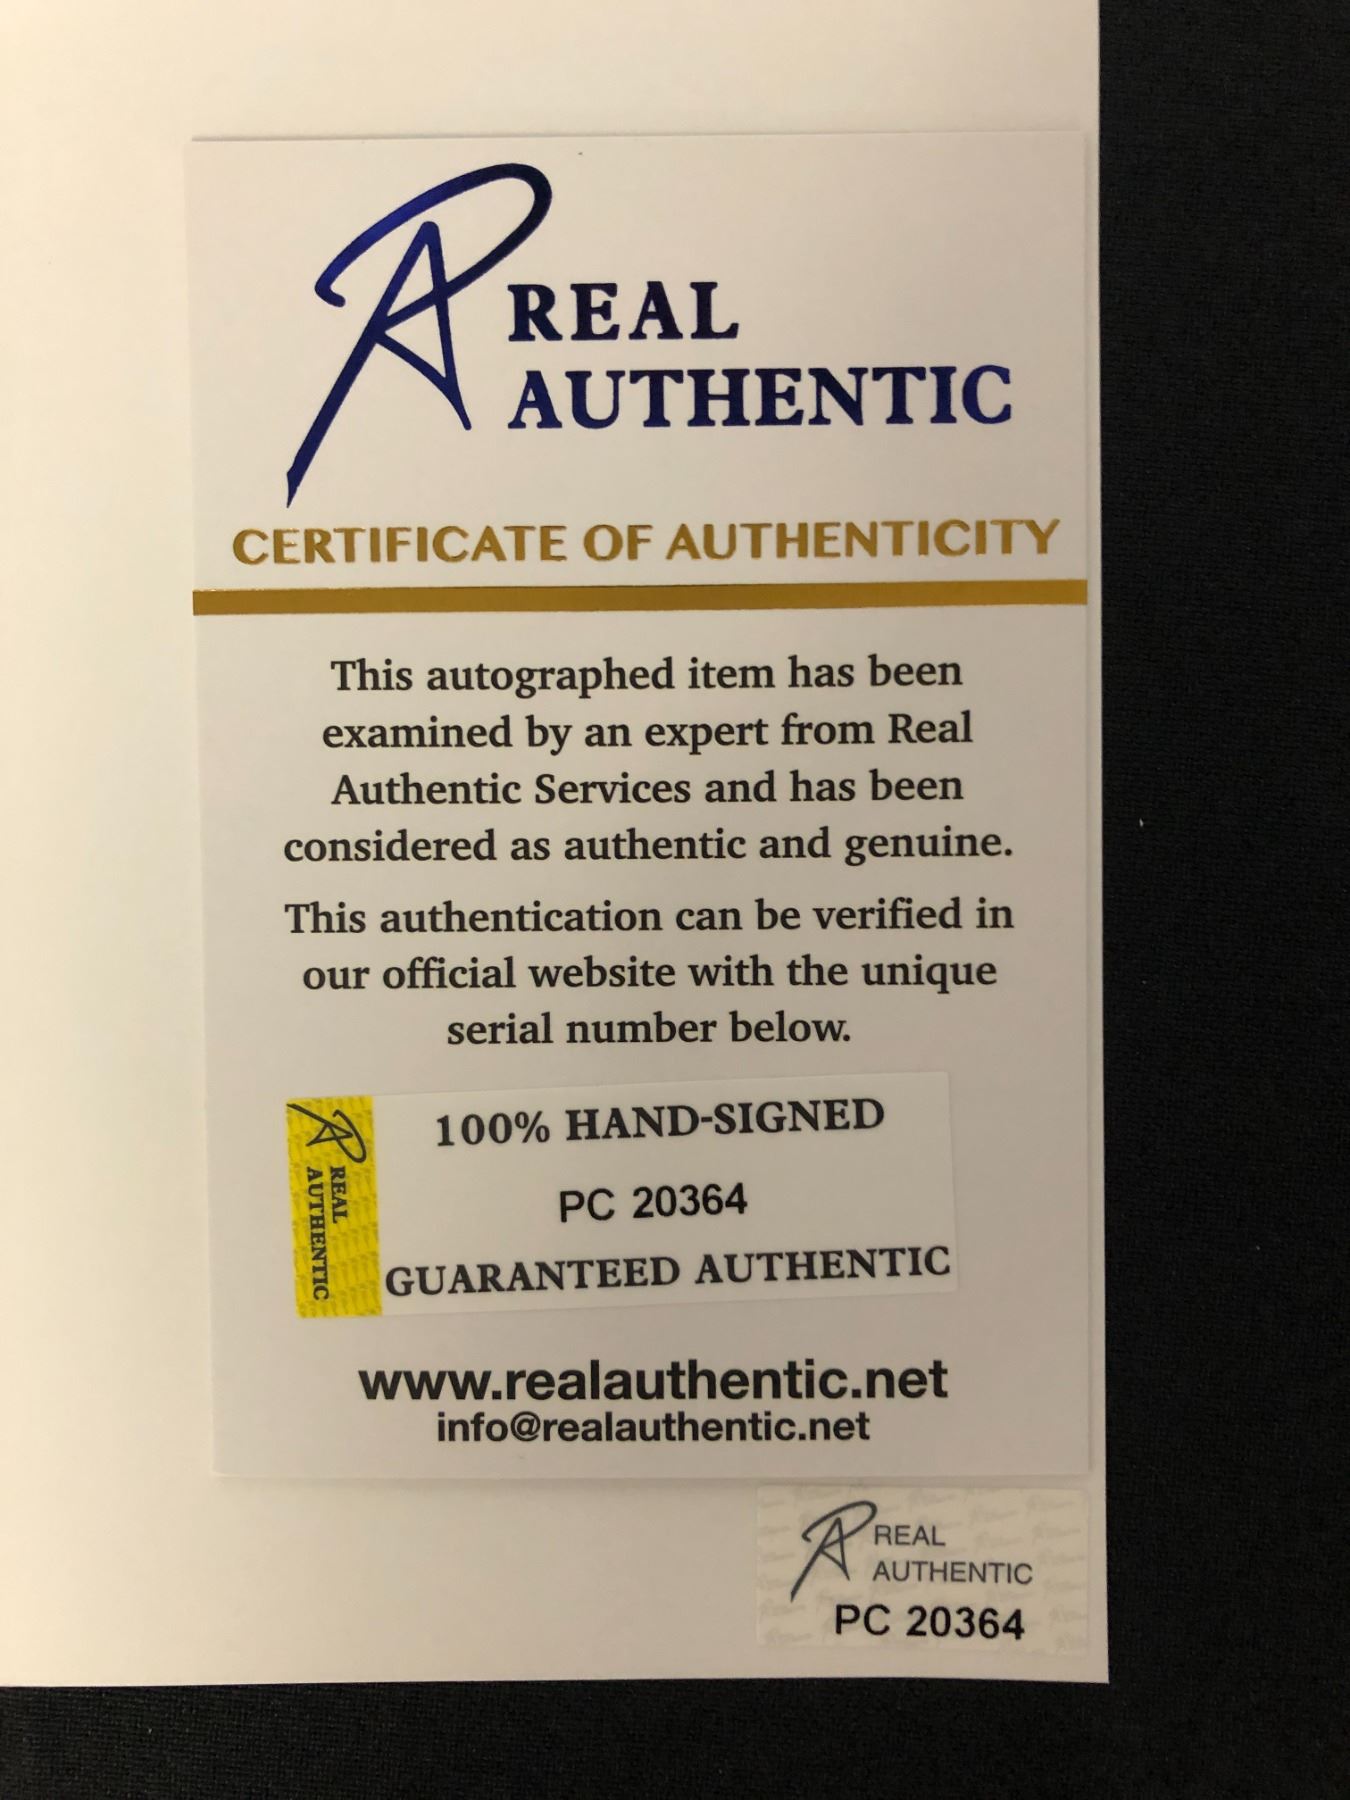 REAL
AUTHENTIC
CERTIFICATE OF AUTHENTICITY
This autographed item has been
examined by an expert from Real
Authentic Services and has been
considered as authentic and genuine.
This authentication can be verified in
our official website with the unique
serial number below.
REAL
AUTHENTIC
100% HAND-SIGNED
PC 20364
GUARANTEED AUTHENTIC
www.realauthentic.net
info@realauthentic.net
REAL
AUTHENTIC
PC 20364